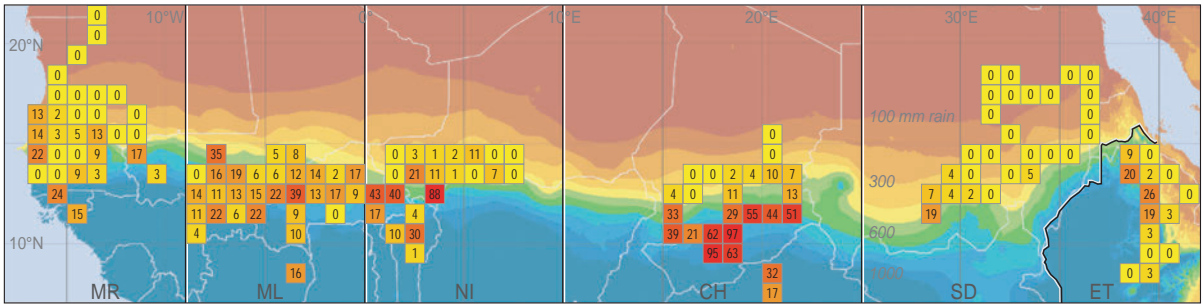 0 10°W 0° 10°E 20°E 30°E 40°E
0
20°N 0
0 0 0 0 0
0 0 0 0 0 0 0 0 0
13 2 0 0 0 100 mm rain 0 0
14 3 5 13 0 0 0 0 0
22 0 0 9 17 35 5 8 0 3 1 2 11 0 0 0 0 0 0 0 0 9 0
0 0 9 3 3 0 16 19 6 6 12 14 2 17 0 21 11 1 0 7 0 0 0 2 4 10 7 300 4 0 0 5 20 2 0
24 14 11 13 15 22 39 13 17 9 43 40 88 4 0 11 13 7 4 2 0 26 0
15 11 22 6 22 9 0 17 4 33 29 55 44 51 19 19 3
10°N 4 10 10 30 39 21 62 97 600 3
1 95 63 0 0
16 32 0 3
MR ML NI CH 17 SD ET